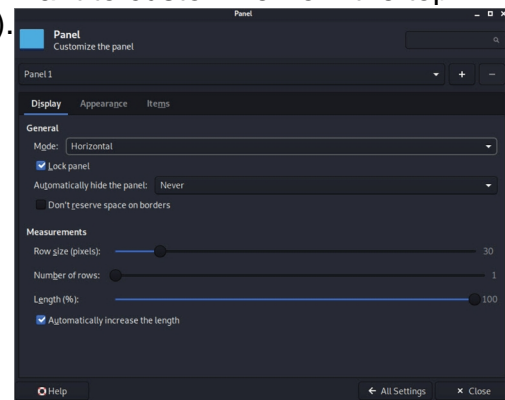 ).
Panel
Panel
Customize the panel
Panel 1
Display Appearance Items
General
Mode: Horizontal
Lock panel
Automatically hide the panel: Never
Don't reserve space on borders
Measurements
Row size (pixels): 30
Number of rows: 1
Length (%): 100
Automatically increase the length
Help All Settings Close